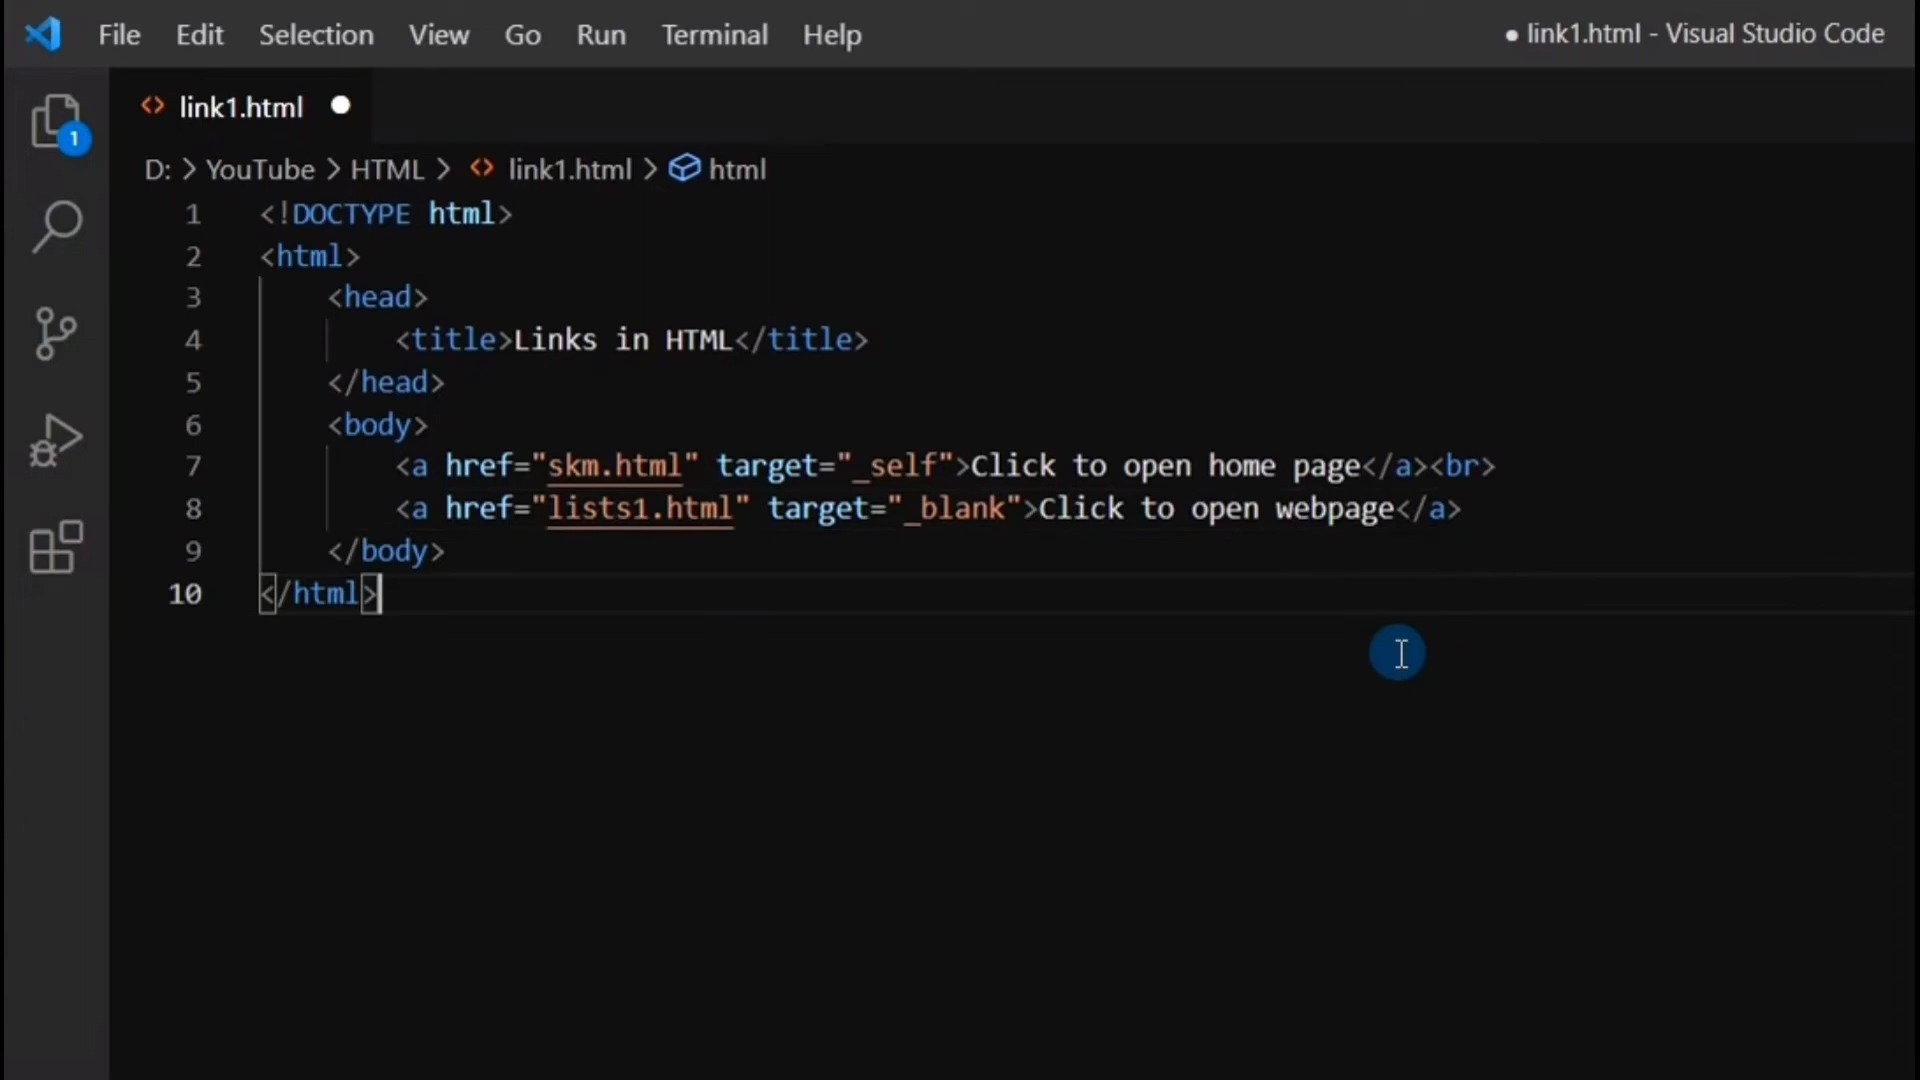 File Edit Selection View Go Run Terminal Help ● link1.html - Visual Studio Code
<> link1.html ●
1
D: > YouTube > HTML > <> link1.html > html
1 <!DOCTYPE html>
2 <html>
3     <head>
4         <title>Links in HTML</title>
5     </head>
6     <body>
7         <a href="skm.html" target="_self">Click to open home page</a><br>
8         <a href="lists1.html" target="_blank">Click to open webpage</a>
9     </body>
10 </html>